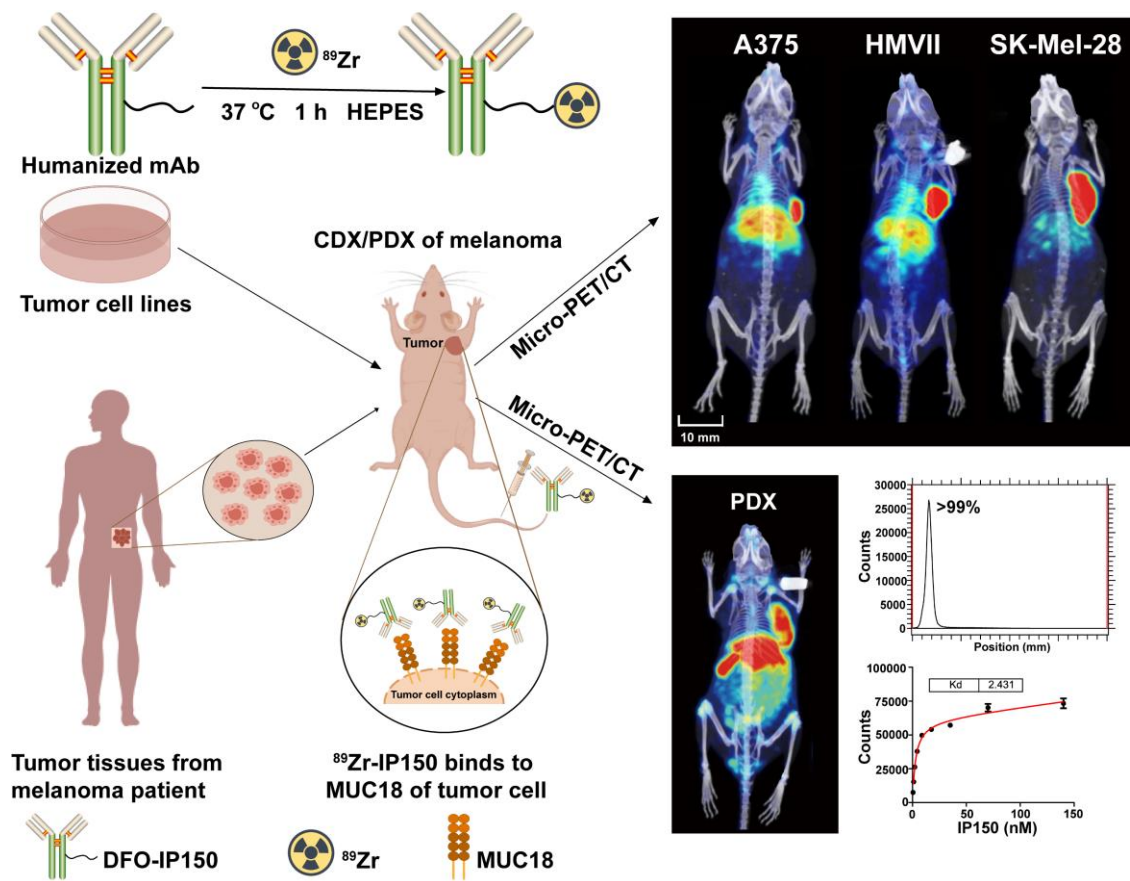 ⁸⁹Zr
37 °C 1 h HEPES
Humanized mAb
Tumor cell lines
CDX/PDX of melanoma
Tumor
Micro-PET/CT
Micro-PET/CT
A375 HMVII SK-Mel-28
10 mm
PDX
30000
25000
20000
15000
10000
5000
0
Counts
>99%
Position (mm)
100000
75000
50000
25000
0
Counts
Kd 2.431
0 50 100 150
IP150 (nM)
Tumor cell cytoplasm
Tumor tissues from
melanoma patient
⁸⁹Zr-IP150 binds to
MUC18 of tumor cell
DFO-IP150
⁸⁹Zr
MUC18